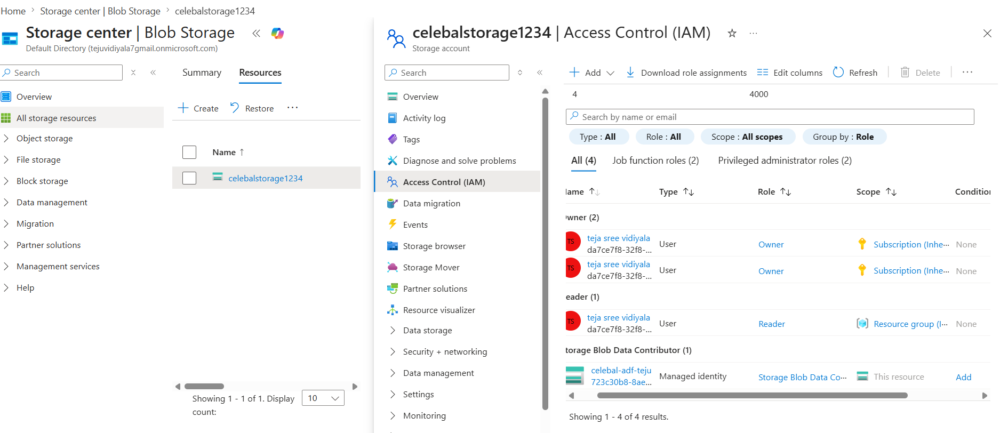 Home > Storage center | Blob Storage > celebalstorage1234
Storage center | Blob Storage
Default Directory (tejuvidiyala7gmail.onmicrosoft.com)
Search
Overview
All storage resources
Object storage
File storage
Block storage
Data management
Migration
Partner solutions
Management services
Help
Summary
Resources
Create
Restore
...
Name ↑
celebalstorage1234
Showing 1 - 1 of 1. Display
count:
10
celebalstorage1234 | Access Control (IAM)
Storage account
Search
Overview
Activity log
Tags
Diagnose and solve problems
Access Control (IAM)
Data migration
Events
Storage browser
Storage Mover
Partner solutions
Resource visualizer
Data storage
Security + networking
Data management
Settings
Monitoring
Add
Download role assignments
Edit columns
Refresh
Delete
...
4
4000
Search by name or email
Type : All
Role : All
Scope : All scopes
Group by : Role
All (4)
Job function roles (2)
Privileged administrator roles (2)
lame ↑↓ Type ↑↓ Role ↑↓ Scope ↑↓ Condition
wner (2)
TS teja sree vidiyala
da7ce7f8-32f8-...
User
Owner
Subscription (Inhe...
None
TS teja sree vidiyala
da7ce7f8-32f8-...
User
Owner
Subscription (Inhe...
None
eader (1)
TS teja sree vidiyala
da7ce7f8-32f8-...
User
Reader
Resource group (I...
None
torage Blob Data Contributor (1)
celebal-adf-teju
723c30b8-8ae...
Managed identity
Storage Blob Data Co...
This resource
Add
Showing 1 - 4 of 4 results.